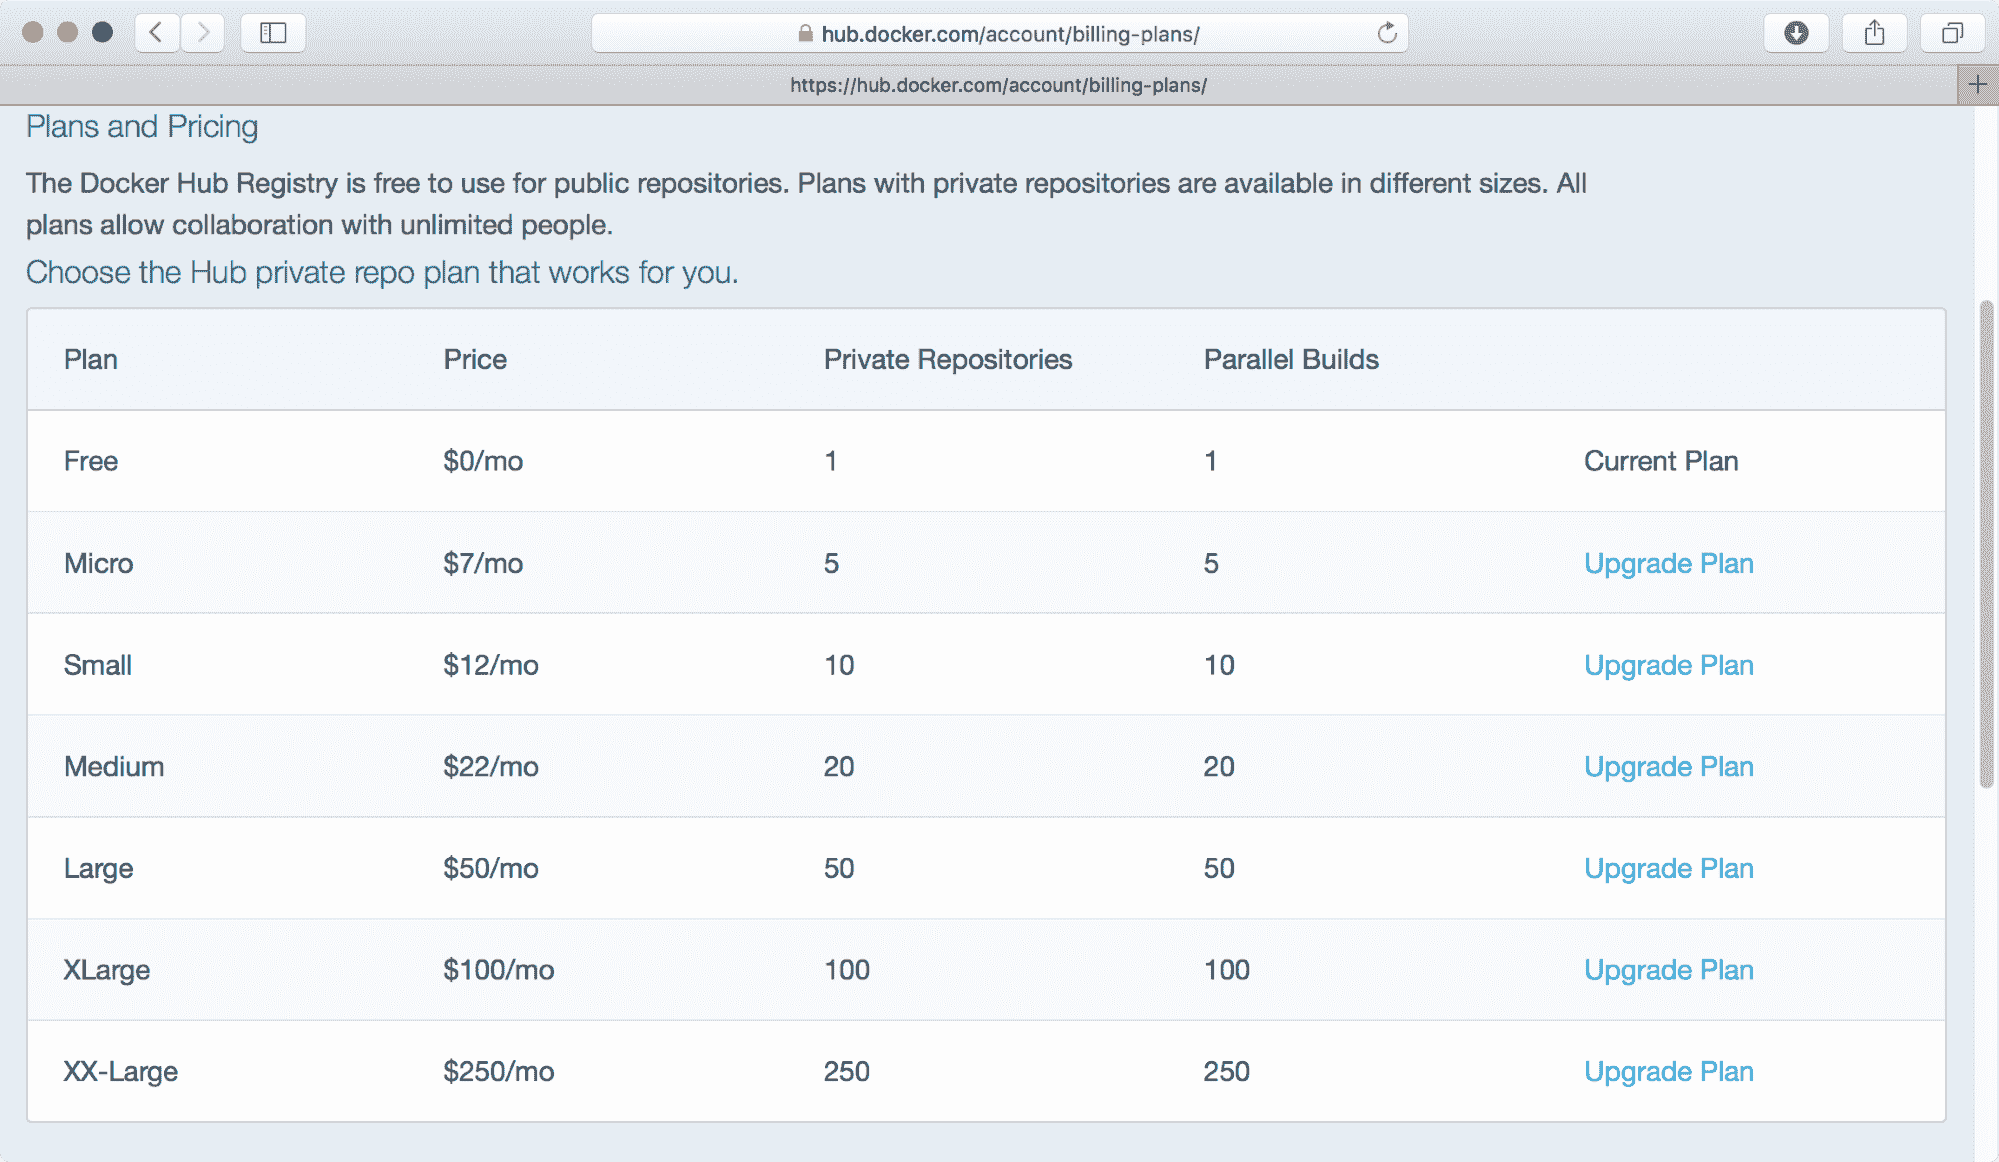 hub.docker.com/account/billing-plans/
https://hub.docker.com/account/billing-plans/
Plans and Pricing
The Docker Hub Registry is free to use for public repositories. Plans with private repositories are available in different sizes. All
plans allow collaboration with unlimited people.
Choose the Hub private repo plan that works for you.
Plan Price Private Repositories Parallel Builds
Free $0/mo 1 1 Current Plan
Micro $7/mo 5 5 Upgrade Plan
Small $12/mo 10 10 Upgrade Plan
Medium $22/mo 20 20 Upgrade Plan
Large $50/mo 50 50 Upgrade Plan
XLarge $100/mo 100 100 Upgrade Plan
XX-Large $250/mo 250 250 Upgrade Plan